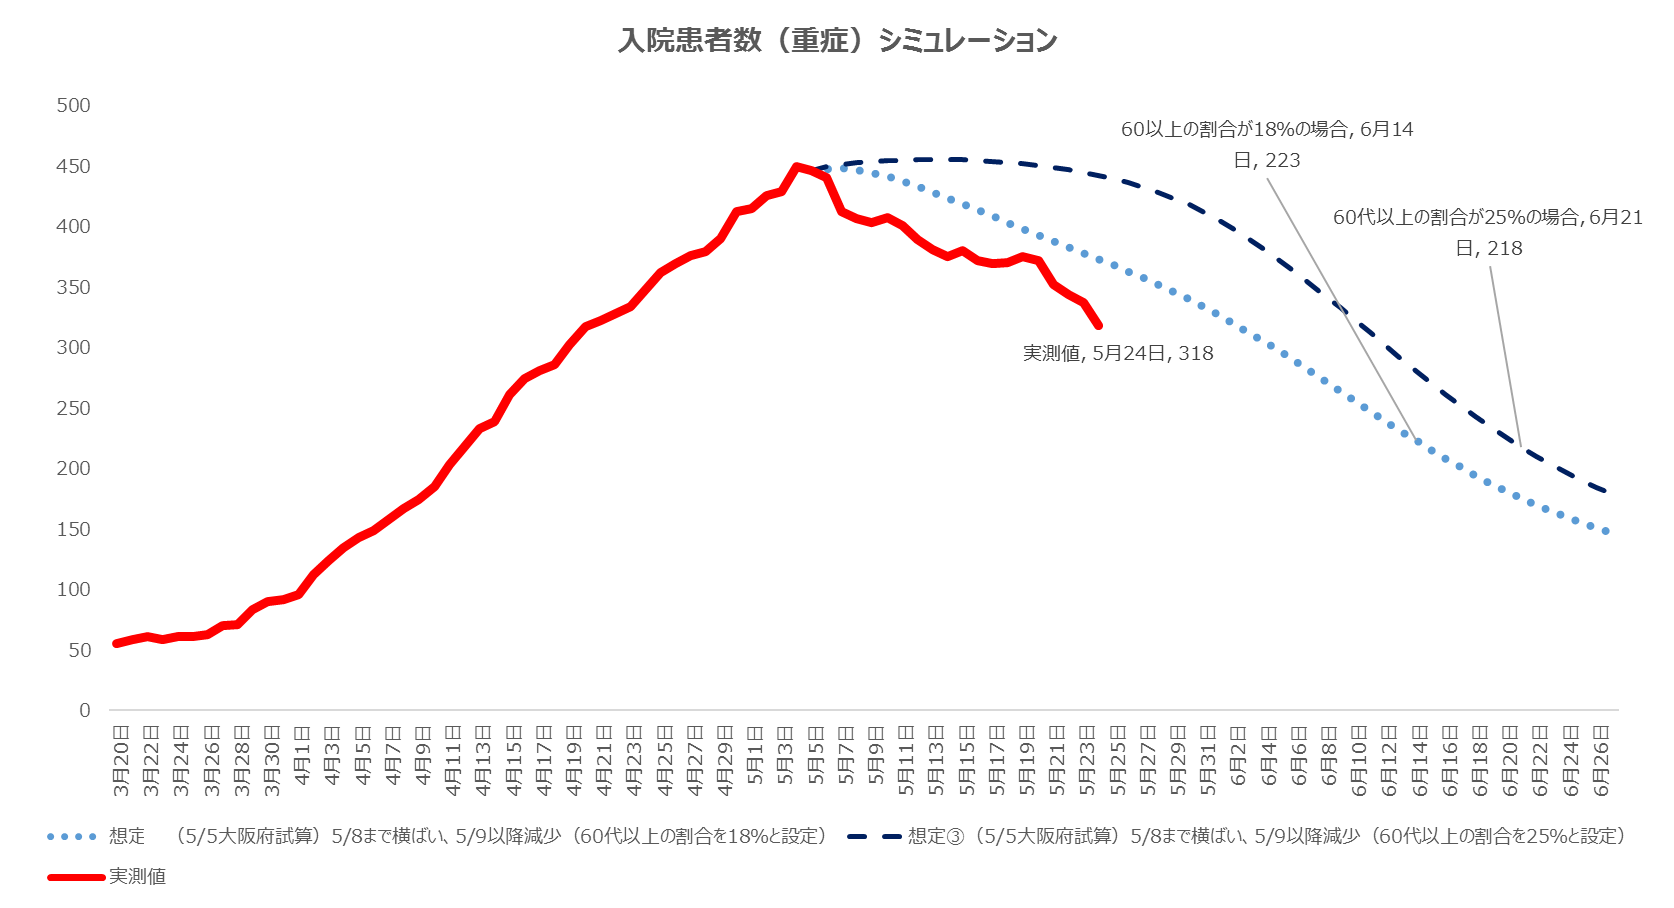 入院患者数（重症）シミュレーション
500
450
400
350
300
250
200
150
100
50
0
60以上の割合が18%の場合, 6月14
日, 223
60代以上の割合が25%の場合, 6月21
日, 218
実測値, 5月24日, 318
3月20日
3月22日
3月24日
3月26日
3月28日
3月30日
4月1日
4月3日
4月5日
4月7日
4月9日
4月11日
4月13日
4月15日
4月17日
4月19日
4月21日
4月23日
4月25日
4月27日
4月29日
5月1日
5月3日
5月5日
5月7日
5月9日
5月11日
5月13日
5月15日
5月17日
5月19日
5月21日
5月23日
5月25日
5月27日
5月29日
5月31日
6月2日
6月4日
6月6日
6月8日
6月10日
6月12日
6月14日
6月16日
6月18日
6月20日
6月22日
6月24日
6月26日
想定　（5/5大阪府試算）5/8まで横ばい、5/9以降減少（60代以上の割合を18%と設定）
想定③（5/5大阪府試算）5/8まで横ばい、5/9以降減少（60代以上の割合を25%と設定）
実測値